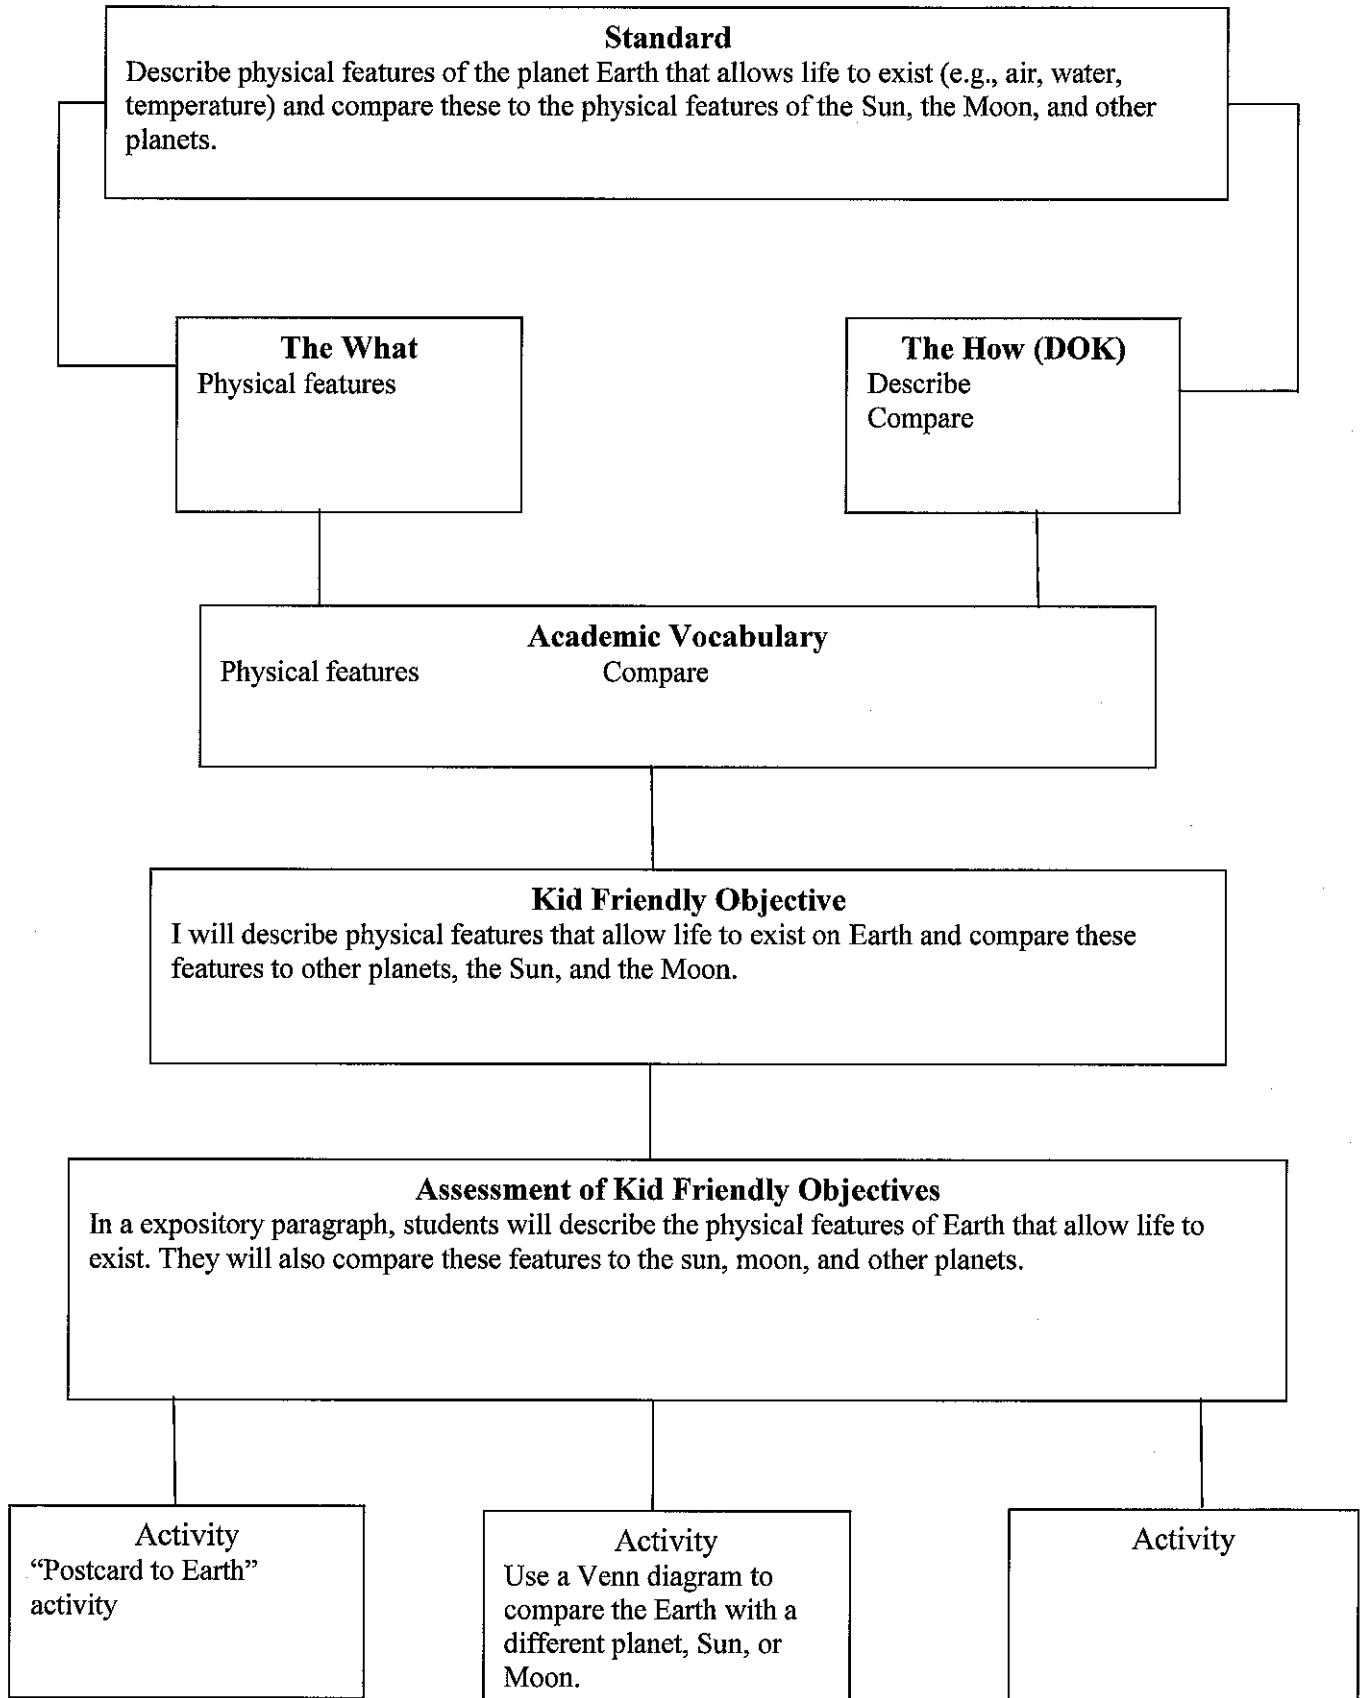 Standard
Describe physical features of the planet Earth that allows life to exist (e.g., air, water,
temperature) and compare these to the physical features of the Sun, the Moon, and other
planets.
The What
Physical features
The How (DOK)
Describe
Compare
Academic Vocabulary
Physical features Compare
Kid Friendly Objective
I will describe physical features that allow life to exist on Earth and compare these
features to other planets, the Sun, and the Moon.
Assessment of Kid Friendly Objectives
In a expository paragraph, students will describe the physical features of Earth that allow life to
exist. They will also compare these features to the sun, moon, and other planets.
Activity
“Postcard to Earth”
activity
Activity
Use a Venn diagram to
compare the Earth with a
different planet, Sun, or
Moon.
Activity